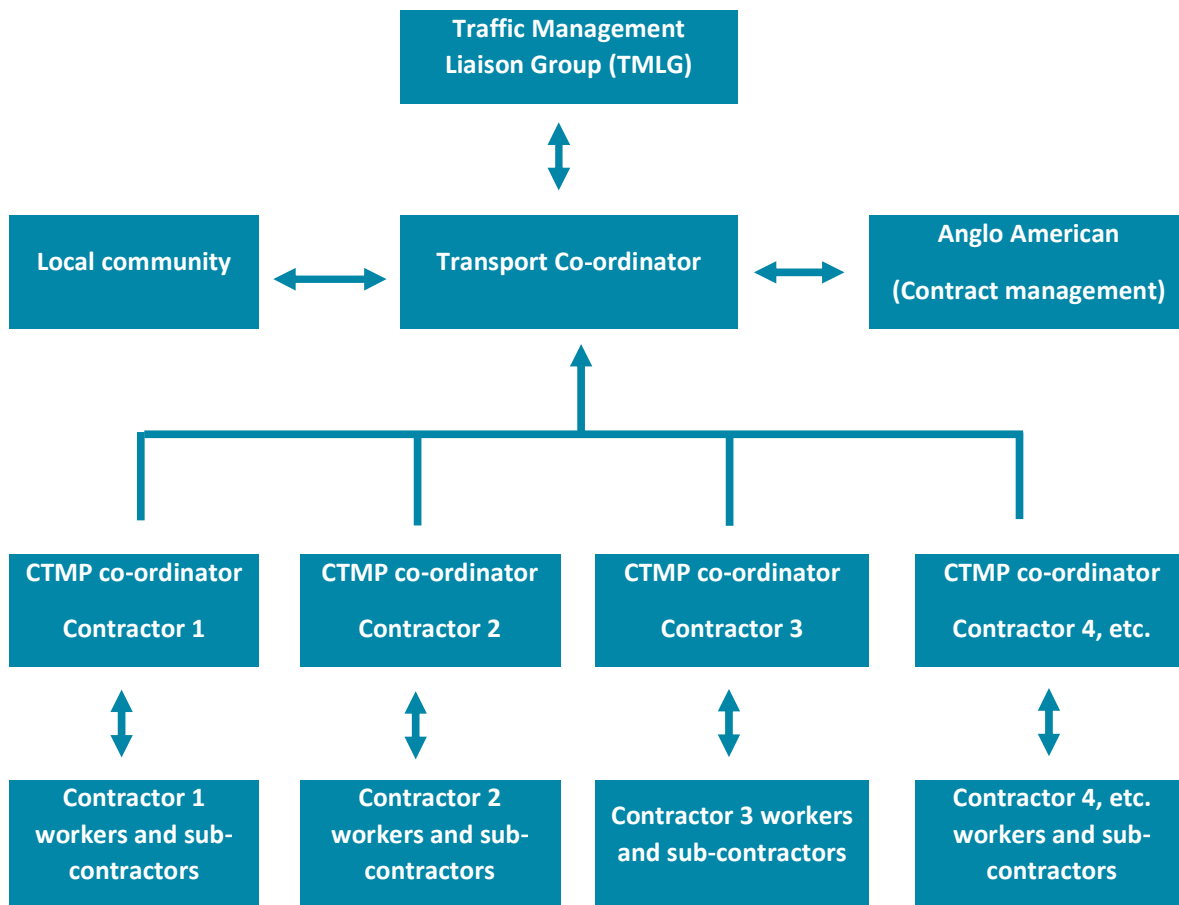 Traffic Management
Liaison Group (TMLG)
Local community
Transport Co-ordinator
Anglo American
(Contract management)
CTMP co-ordinator
Contractor 1
CTMP co-ordinator
Contractor 2
CTMP co-ordinator
Contractor 3
CTMP co-ordinator
Contractor 4, etc.
Contractor 1
workers and sub-
contractors
Contractor 2
workers and sub-
contractors
Contractor 3 workers
and sub-contractors
Contractor 4, etc.
workers and sub-
contractors